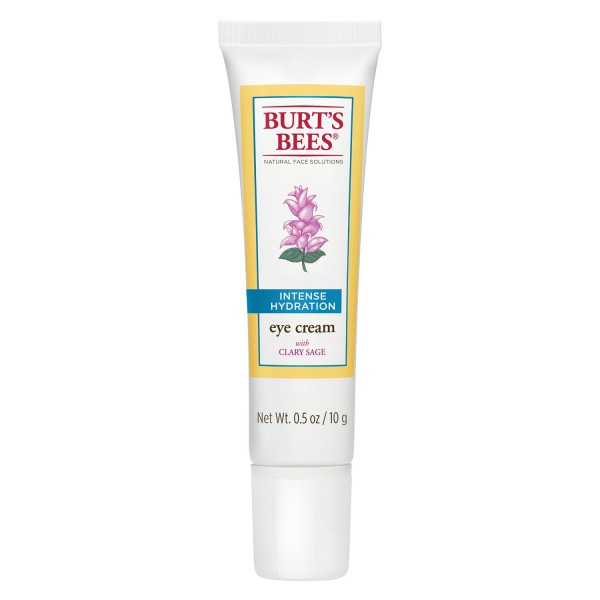 BURT'S
BEES®
NATURAL FACE SOLUTIONS
INTENSE
HYDRATION
eye cream
with
CLARY SAGE
Net Wt. 0.5 oz / 10 g